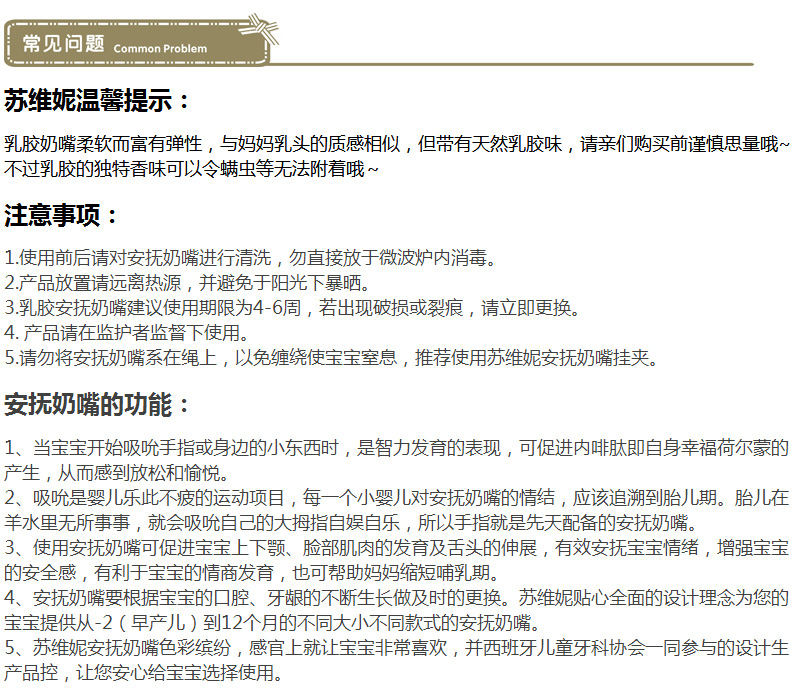 常见问题 Common Problem
苏维妮温馨提示：
乳胶奶嘴柔软而富有弹性，与妈妈乳头的质感相似，但带有天然乳胶味，请亲们购买前谨慎思量哦~
不过乳胶的独特香味可以令螨虫等无法附着哦~
注意事项：
1.使用前后请对安抚奶嘴进行清洗，勿直接放于微波炉内消毒。
2.产品放置请远离热源，并避免于阳光下暴晒。
3.乳胶安抚奶嘴建议使用期限为4-6周，若出现破损或裂痕，请立即更换。
4. 产品请在监护者监督下使用。
5.请勿将安抚奶嘴系在绳上，以免缠绕使宝宝窒息，推荐使用苏维妮安抚奶嘴挂夹。
安抚奶嘴的功能：
1、当宝宝开始吸吮手指或身边的小东西时，是智力发育的表现，可促进内啡肽即自身幸福荷尔蒙的
产生，从而感到放松和愉悦。
2、吸吮是婴儿乐此不疲的运动项目，每一个小婴儿对安抚奶嘴的情结，应该追溯到胎儿期。胎儿在
羊水里无所事事，就会吸吮自己的大拇指自娱自乐，所以手指就是先天配备的安抚奶嘴。
3、使用安抚奶嘴可促进宝宝上下颚、脸部肌肉的发育及舌头的伸展，有效安抚宝宝情绪，增强宝宝
的安全感，有利于宝宝的情商发育，也可帮助妈妈缩短哺乳期。
4、安抚奶嘴要根据宝宝的口腔、牙龈的不断生长做及时的更换。苏维妮贴心全面的设计理念为您的
宝宝提供从-2（早产儿）到12个月的不同大小不同款式的安抚奶嘴。
5、苏维妮安抚奶嘴色彩缤纷，感官上就让宝宝非常喜欢，并西班牙儿童牙科协会一同参与的设计生
产品控，让您安心给宝宝选择使用。